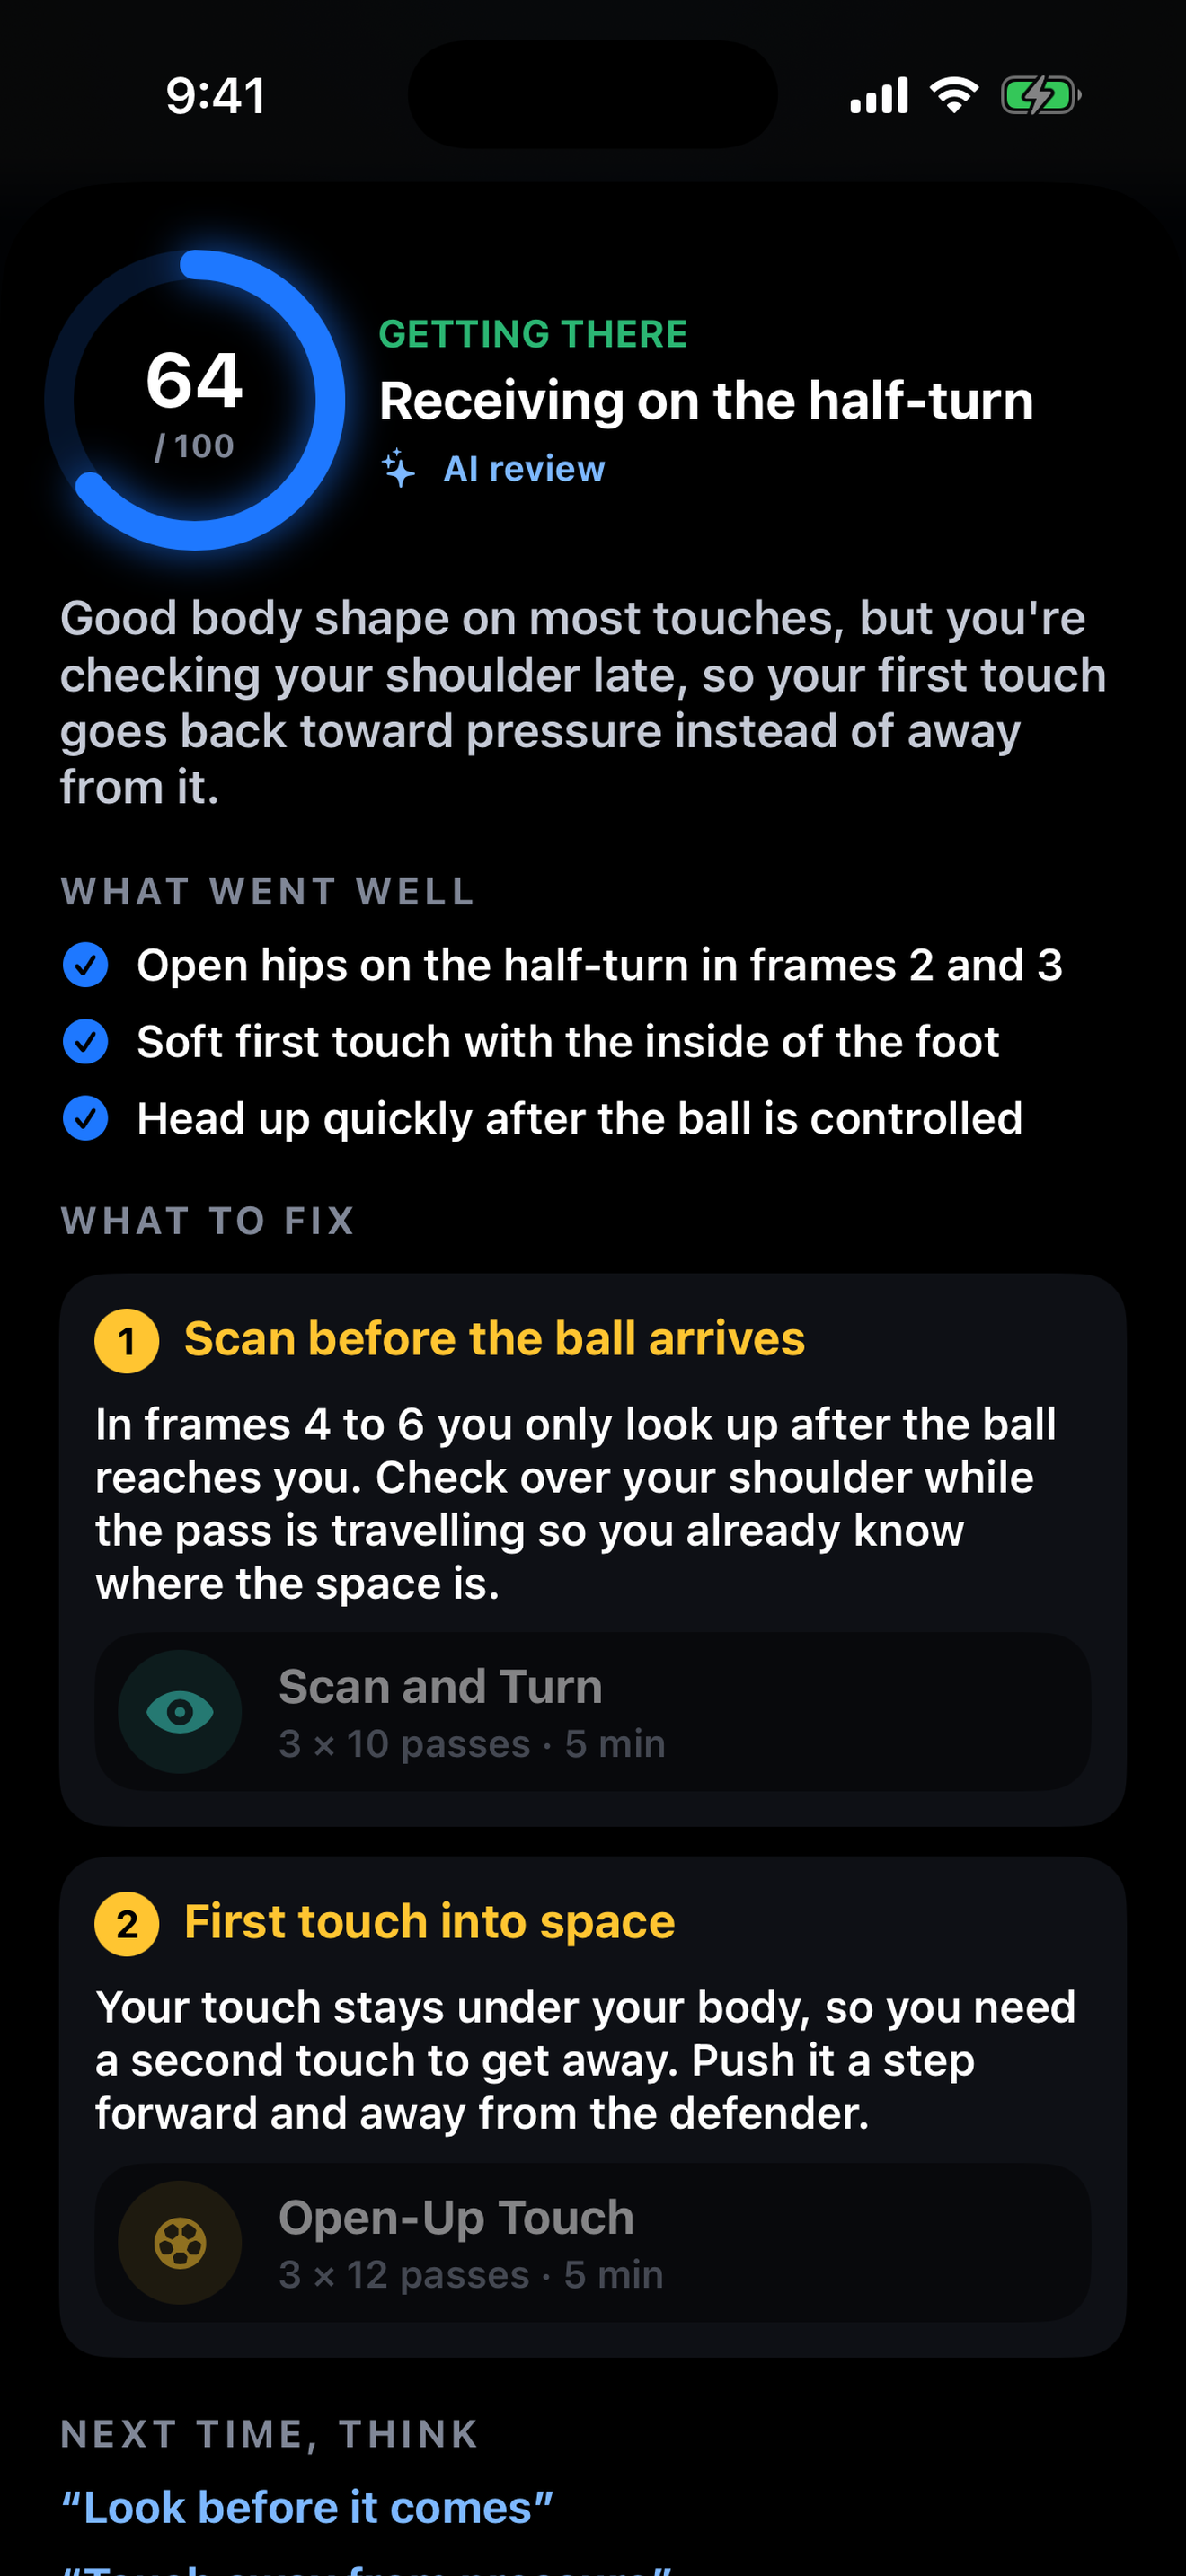 9:41
64
/ 100
GETTING THERE
Receiving on the half-turn
AI review
Good body shape on most touches, but you're
checking your shoulder late, so your first touch
goes back toward pressure instead of away
from it.
WHAT WENT WELL
Open hips on the half-turn in frames 2 and 3
Soft first touch with the inside of the foot
Head up quickly after the ball is controlled
WHAT TO FIX
1 Scan before the ball arrives
In frames 4 to 6 you only look up after the ball
reaches you. Check over your shoulder while
the pass is travelling so you already know
where the space is.
Scan and Turn
3 × 10 passes · 5 min
2 First touch into space
Your touch stays under your body, so you need
a second touch to get away. Push it a step
forward and away from the defender.
Open-Up Touch
3 × 12 passes · 5 min
NEXT TIME, THINK
“Look before it comes”
“Touch away from pressure”